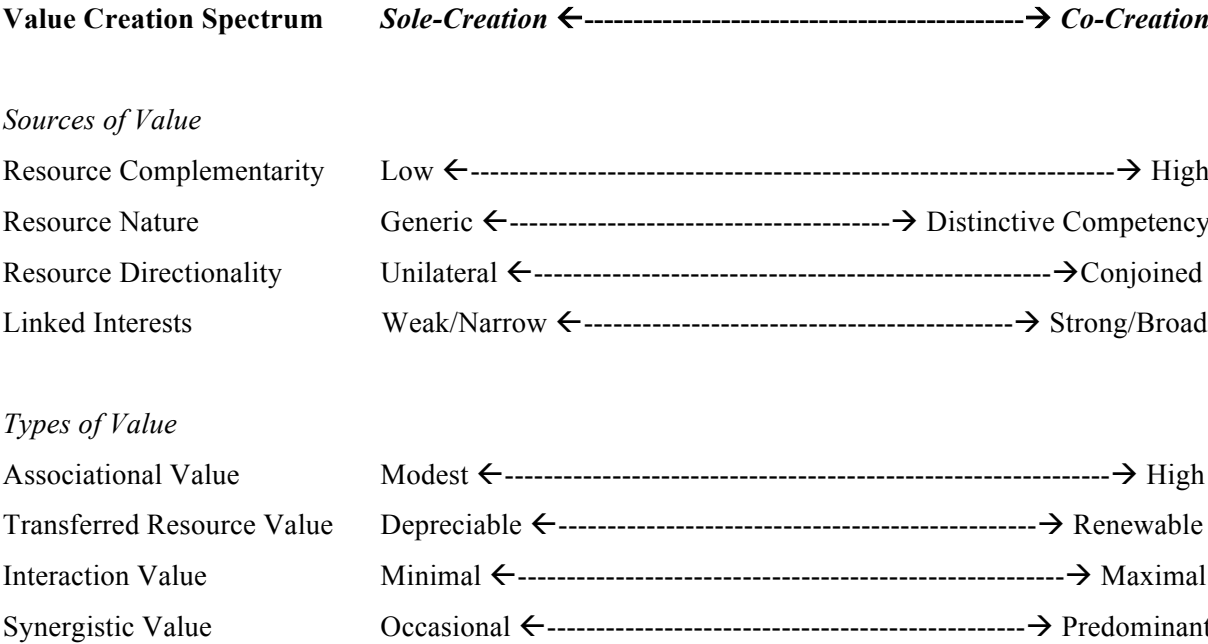 Value Creation Spectrum Sole-Creation ←---------------------------------------------→ Co-Creation
Sources of Value
Resource Complementarity Low ←------------------------------------------------------------------→ High
Resource Nature Generic ←---------------------------------------→ Distinctive Competency
Resource Directionality Unilateral ←-----------------------------------------------------→Conjoined
Linked Interests Weak/Narrow ←--------------------------------------------→ Strong/Broad
Types of Value
Associational Value Modest ←--------------------------------------------------------------→ High
Transferred Resource Value Depreciable ←-------------------------------------------------→ Renewable
Interaction Value Minimal ←--------------------------------------------------------→ Maximal
Synergistic Value Occasional ←-------------------------------------------------→ Predominant